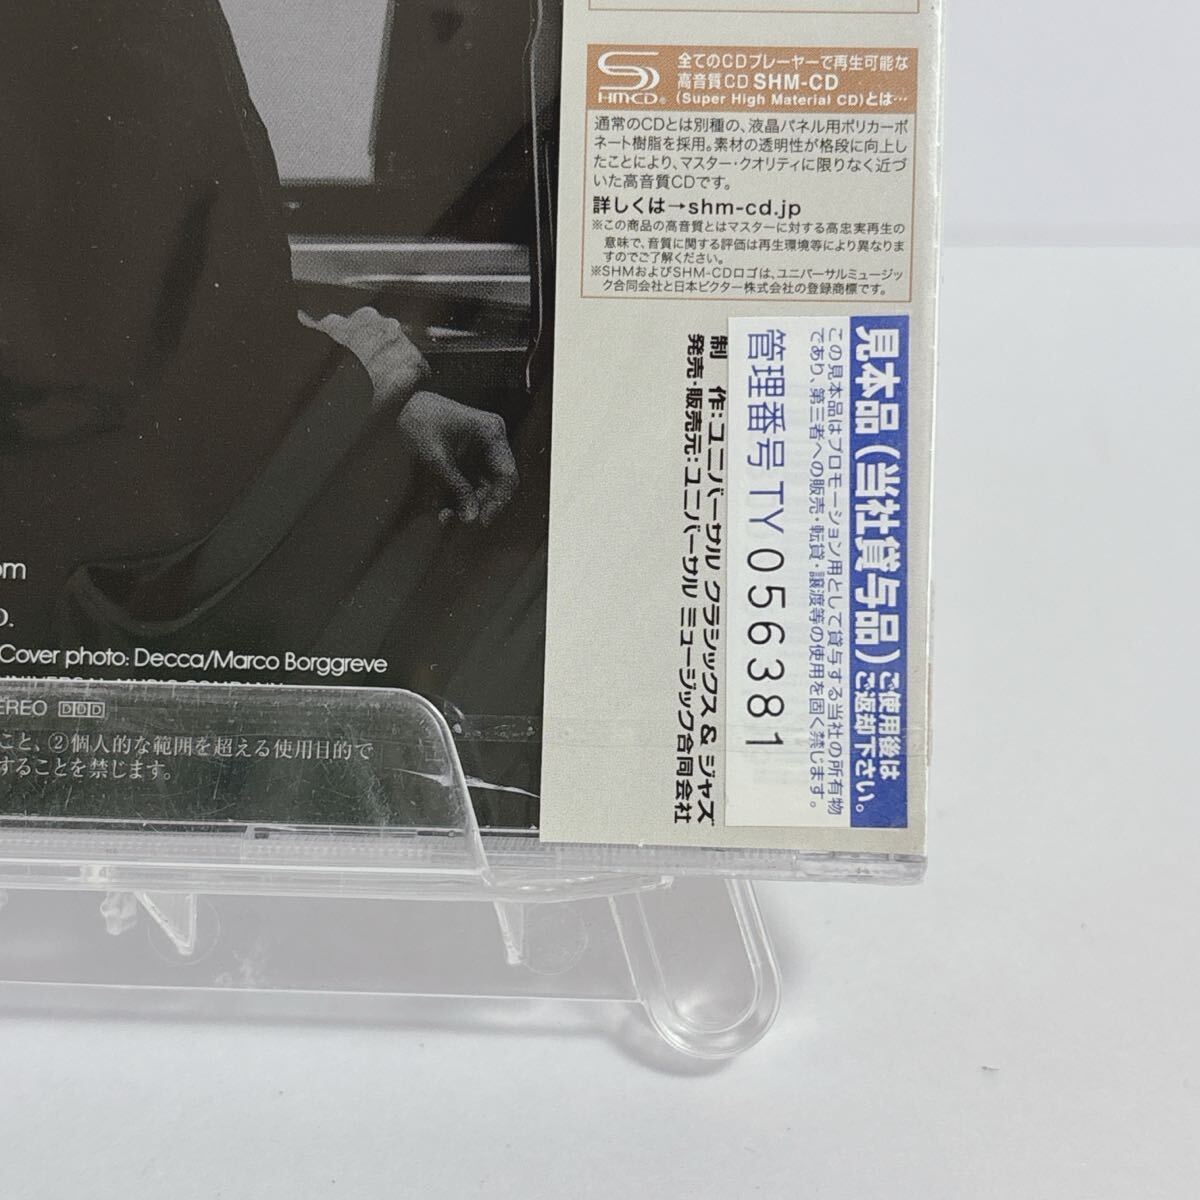 全てのCDプレーヤーで再生可能な
高音質CD SHM-CD
(Super High Material CD)とは…
HMCD®
通常のCDとは別種の、液晶パネル用ポリカーボ
ネート樹脂を採用。素材の透明性が格段に向上し
たことにより、マスター・クオリティに限りなく近づ
いた高音質CDです。
詳しくは→shm-cd.jp
※この商品の高音質とはマスターに対する高忠実再生の
意味で、音質に関する評価は再生環境等により異なりま
すのでご了解ください。
※SHMおよびSHM-CDロゴは、ユニバーサルミュージッ
ク合同会社と日本ビクター株式会社の登録商標です。
見本品(当社貸与品)ご使用後は
ご返却下さい。
この見本品はプロモーション用として貸与する当社の所有物
であり、第三者への販売・転貸・譲渡等の使用を固く禁じます。
管理番号 TY056381
制 作:ユニバーサル クラシックス & ジャズ
発売・販売元:ユニバーサル ミュージック合同会社
om
D.
Cover photo: Decca/Marco Borggreve
UNIVERSAL MUSIC COMPANY
EREO DDD
こと、②個人的な範囲を超える使用目的で
することを禁じます。